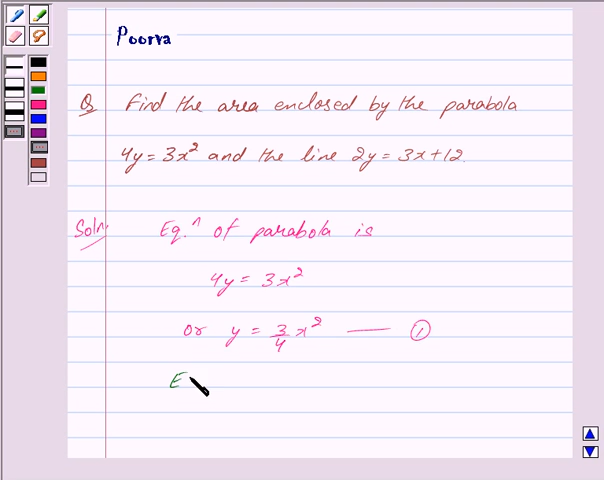 Poorva
Q Find the area enclosed by the parabola
4y = 3x² and the line 2y = 3x+12.
Soln. Eq.ⁿ of parabola is
4y = 3x²
or y = 3/4 x² —— ①
E